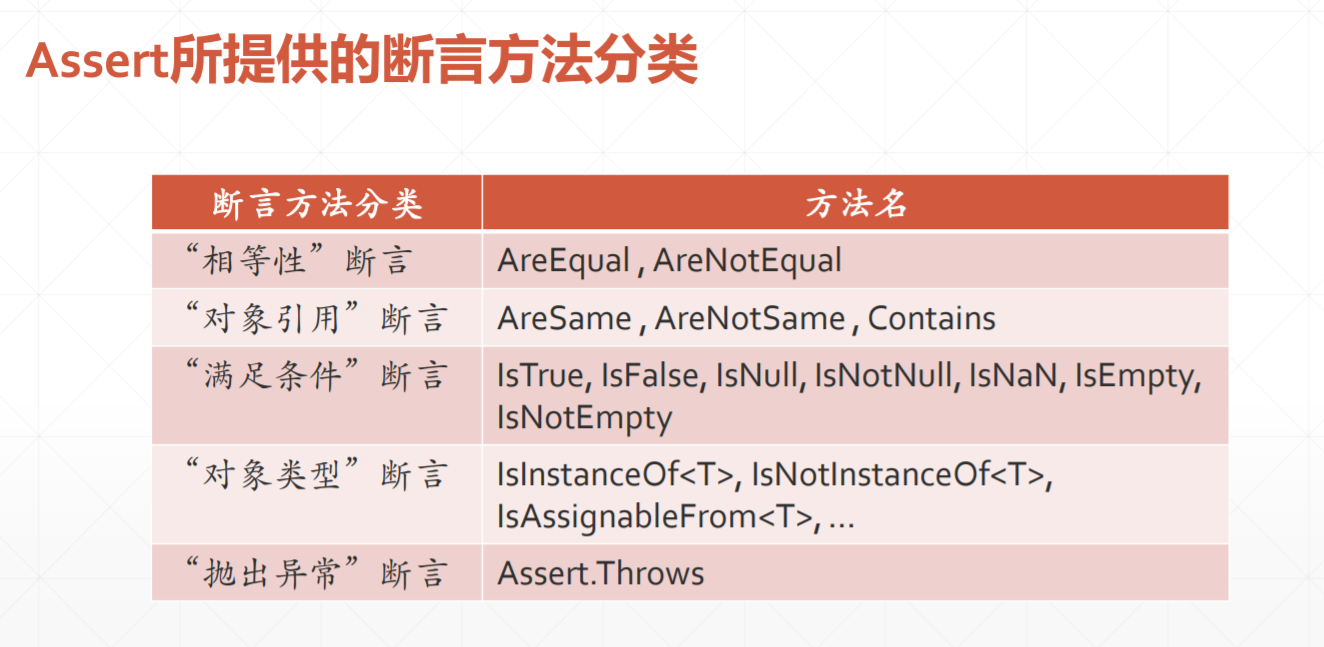 Assert所提供的断言方法分类
断言方法分类 方法名
“相等性”断言 AreEqual , AreNotEqual
“对象引用”断言 AreSame , AreNotSame , Contains
“满足条件”断言 IsTrue, IsFalse, IsNull, IsNotNull, IsNaN, IsEmpty,
IsNotEmpty
“对象类型”断言 IsInstanceOf<T>, IsNotInstanceOf<T>,
IsAssignableFrom<T>, ...
“抛出异常”断言 Assert.Throws